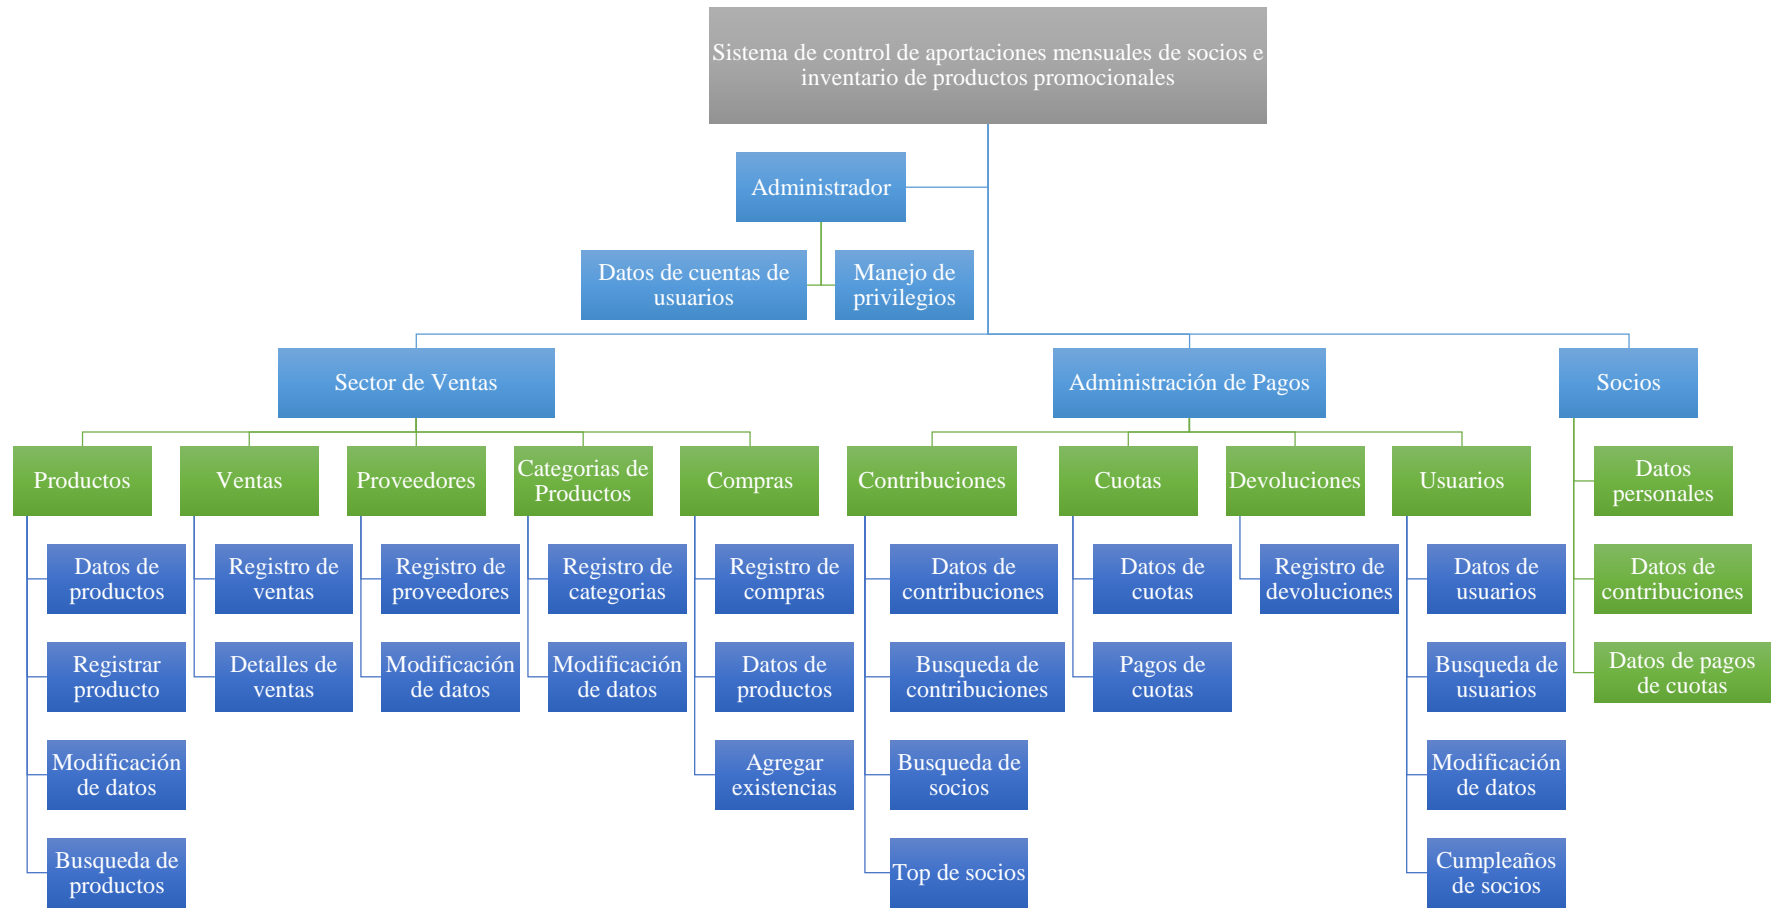 Sistema de control de aportaciones mensuales de socios e
inventario de productos promocionales
Administrador
Datos de cuentas de
usuarios
Manejo de
privilegios
Sector de Ventas
Administración de Pagos
Socios
Productos
Ventas
Proveedores
Categorias de
Productos
Compras
Contribuciones
Cuotas
Devoluciones
Usuarios
Datos
personales
Datos de
productos
Registro de
ventas
Registro de
proveedores
Registro de
categorias
Registro de
compras
Datos de
contribuciones
Datos de
cuotas
Registro de
devoluciones
Datos de
usuarios
Datos de
contribuciones
Registrar
producto
Detalles de
ventas
Modificación
de datos
Modificación
de datos
Datos de
productos
Busqueda de
contribuciones
Pagos de
cuotas
Busqueda de
usuarios
Datos de pagos
de cuotas
Modificación
de datos
Agregar
existencias
Busqueda de
socios
Modificación
de datos
Busqueda de
productos
Top de socios
Cumpleaños
de socios